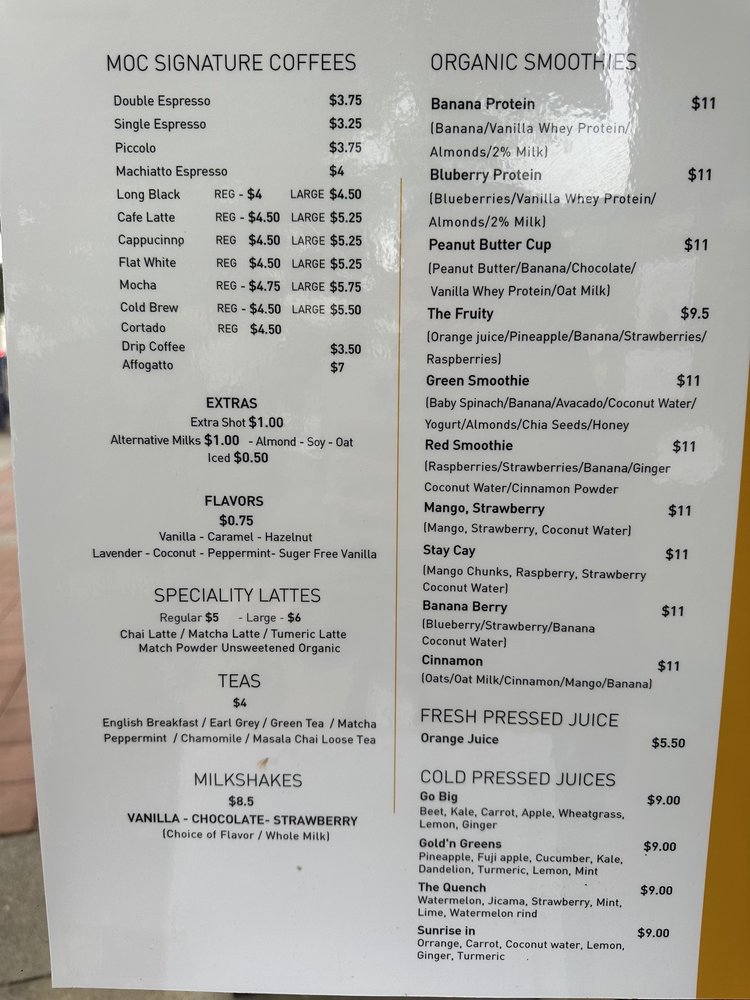 MOC SIGNATURE COFFEES
Double Espresso $3.75
Single Espresso $3.25
Piccolo $3.75
Machiatto Espresso $4
Long Black REG - $4 LARGE $4.50
Cafe Latte REG - $4.50 LARGE $5.25
Cappucinno REG $4.50 LARGE $5.25
Flat White REG $4.50 LARGE $5.25
Mocha REG - $4.75 LARGE $5.75
Cold Brew REG - $4.50 LARGE $5.50
Cortado REG $4.50
Drip Coffee $3.50
Affogatto $7
EXTRAS
Extra Shot $1.00
Alternative Milks $1.00 - Almond - Soy - Oat
Iced $0.50
FLAVORS
$0.75
Vanilla - Caramel - Hazelnut
Lavender - Coconut - Peppermint- Suger Free Vanilla
SPECIALITY LATTES
Regular $5 - Large - $6
Chai Latte / Matcha Latte / Tumeric Latte
Match Powder Unsweetened Organic
TEAS
$4
English Breakfast / Earl Grey / Green Tea / Matcha
Peppermint / Chamomile / Masala Chai Loose Tea
MILKSHAKES
$8.5
VANILLA - CHOCOLATE- STRAWBERRY
(Choice of Flavor / Whole Milk)
ORGANIC SMOOTHIES
Banana Protein $11
(Banana/Vanilla Whey Protein/
Almonds/2% Milk)
Bluberry Protein $11
(Blueberries/Vanilla Whey Protein/
Almonds/2% Milk)
Peanut Butter Cup $11
(Peanut Butter/Banana/Chocolate/
Vanilla Whey Protein/Oat Milk)
The Fruity $9.5
(Orange juice/Pineapple/Banana/Strawberries/
Raspberries)
Green Smoothie $11
(Baby Spinach/Banana/Avacado/Coconut Water/
Yogurt/Almonds/Chia Seeds/Honey
Red Smoothie $11
(Raspberries/Strawberries/Banana/Ginger
Coconut Water/Cinnamon Powder
Mango, Strawberry $11
(Mango, Strawberry, Coconut Water)
Stay Cay $11
(Mango Chunks, Raspberry, Strawberry
Coconut Water)
Banana Berry $11
(Blueberry/Strawberry/Banana
Coconut Water)
Cinnamon $11
(Oats/Oat Milk/Cinnamon/Mango/Banana)
FRESH PRESSED JUICE
Orange Juice $5.50
COLD PRESSED JUICES
Go Big $9.00
Beet, Kale, Carrot, Apple, Wheatgrass,
Lemon, Ginger
Gold'n Greens $9.00
Pineapple, Fuji apple, Cucumber, Kale,
Dandelion, Turmeric, Lemon, Mint
The Quench $9.00
Watermelon, Jicama, Strawberry, Mint,
Lime, Watermelon rind
Sunrise in $9.00
Orrange, Carrot, Coconut water, Lemon,
Ginger, Turmeric